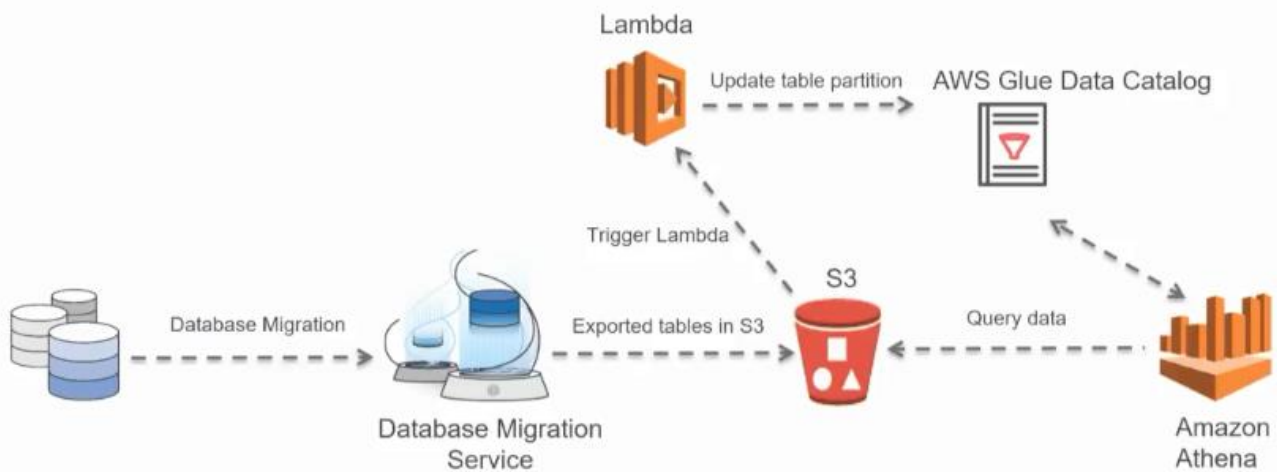 Lambda
Update table partition
AWS Glue Data Catalog
Trigger Lambda
S3
Database Migration
Exported tables in S3
Query data
Database Migration
Service
Amazon
Athena